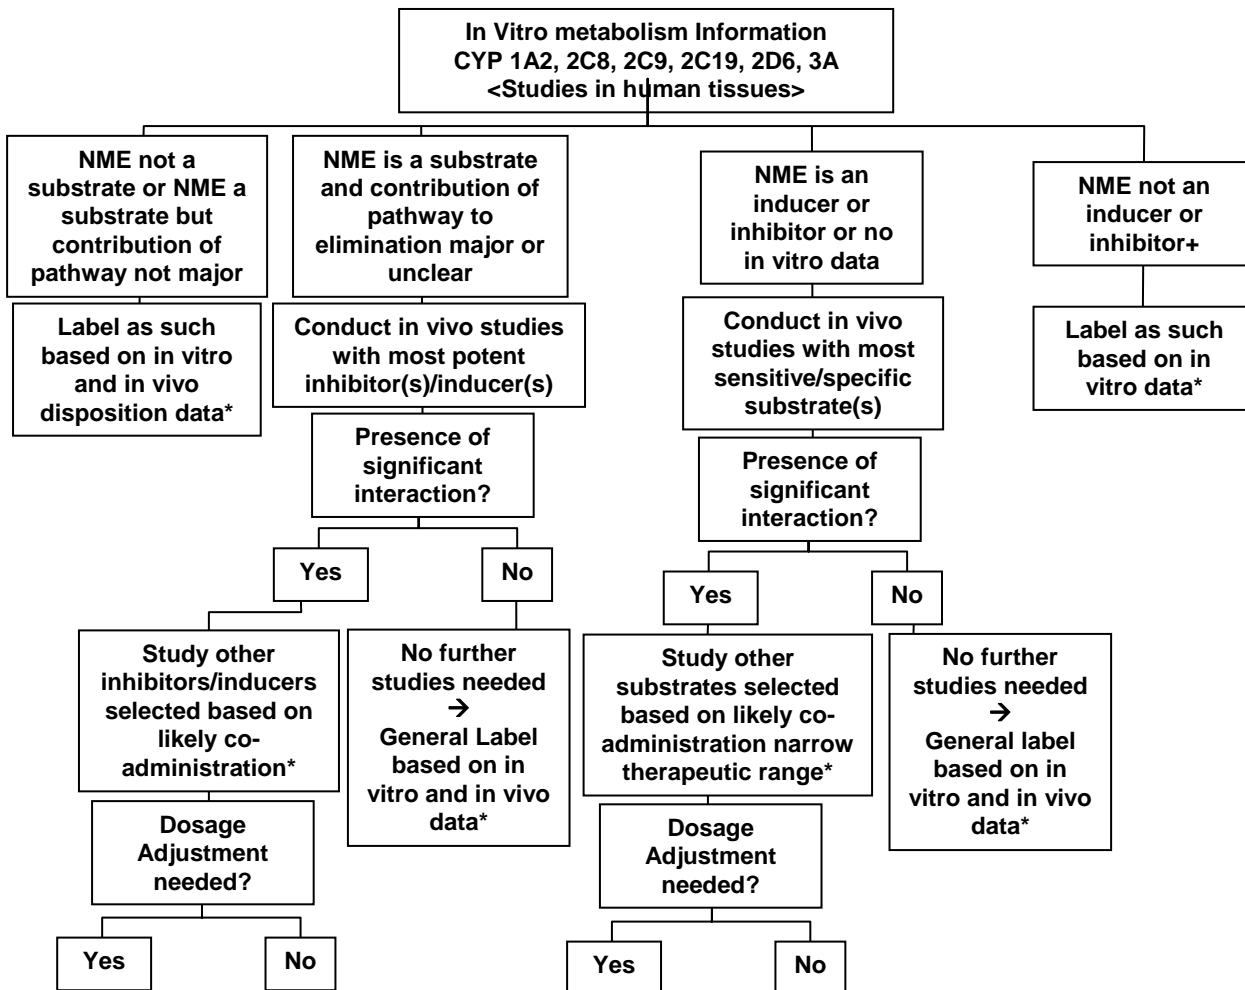 In Vitro metabolism Information
CYP 1A2, 2C8, 2C9, 2C19, 2D6, 3A
<Studies in human tissues>
NME not a
substrate or NME a
substrate but
contribution of
pathway not major
NME is a substrate
and contribution of
pathway to
elimination major or
unclear
NME is an
inducer or
inhibitor or no
in vitro data
NME not an
inducer or
inhibitor+
Label as such
based on in vitro
and in vivo
disposition data*
Conduct in vivo studies
with most potent
inhibitor(s)/inducer(s)
Conduct in vivo
studies with most
sensitive/specific
substrate(s)
Label as such
based on in
vitro data*
Presence of
significant
interaction?
Presence of
significant
interaction?
Yes
No
Yes
No
Study other
inhibitors/inducers
selected based on
likely co-
administration*
No further
studies needed
→
General Label
based on in
vitro and in vivo
data*
Study other
substrates selected
based on likely co-
administration narrow
therapeutic range*
No further
studies needed
→
General label
based on in
vitro and in vivo
data*
Dosage
Adjustment
needed?
Dosage
Adjustment
needed?
Yes
No
Yes
No